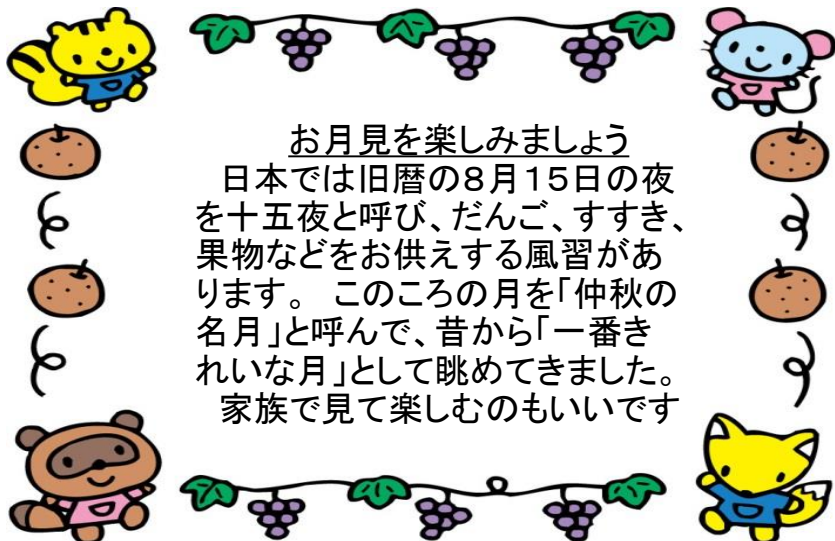 お月見を楽しみましょう
　日本では旧暦の８月１５日の夜
を十五夜と呼び、だんご、すすき、
果物などをお供えする風習があ
ります。 このころの月を「仲秋の
名月」と呼んで、昔から「一番き
れいな月」として眺めてきました。
　家族で見て楽しむのもいいです